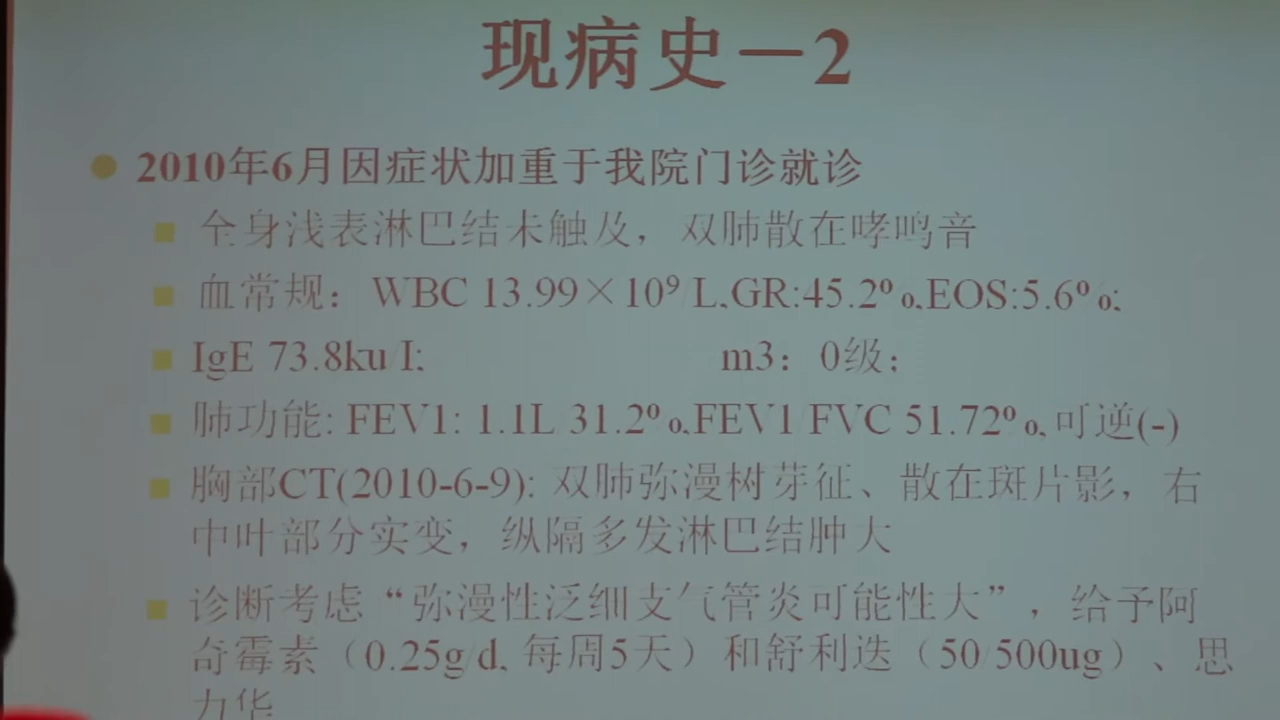 现病史－2
2010年6月因症状加重于我院门诊就诊
全身浅表淋巴结未触及，双肺散在哮鸣音
血常规：WBC 13.99×10⁹/L,GR:45.2%,EOS:5.6%;
IgE 73.8ku/L; m3：0级；
肺功能: FEV1: 1.1L 31.2%,FEV1/FVC 51.72%,可逆(-)
胸部CT(2010-6-9): 双肺弥漫树芽征、散在斑片影，右
中叶部分实变，纵隔多发淋巴结肿大
诊断考虑“弥漫性泛细支气管炎可能性大”，给予阿
奇霉素（0.25g/d, 每周5天）和舒利迭（50/500ug）、思
力华